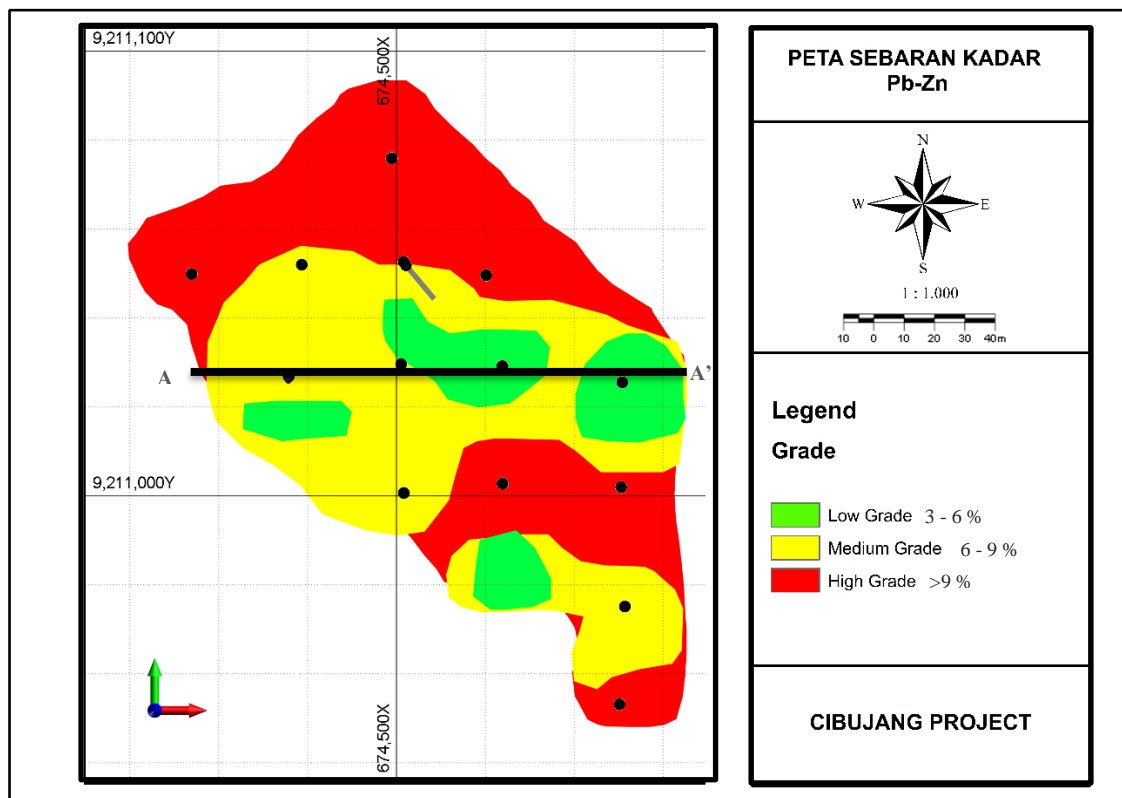 9,211,100Y
674,500X
A
A'
9,211,000Y
674,500X
PETA SEBARAN KADAR
Pb-Zn
N
W
E
S
1 : 1.000
10 0 10 20 30 40m
Legend
Grade
Low Grade 3 - 6 %
Medium Grade 6 - 9 %
High Grade >9 %
CIBUJANG PROJECT